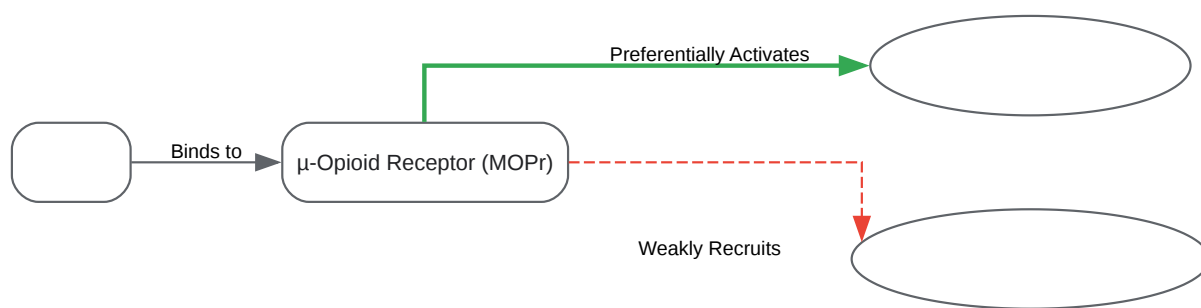 Preferentially Activates
Binds to
µ-Opioid Receptor (MOPr)
Weakly Recruits